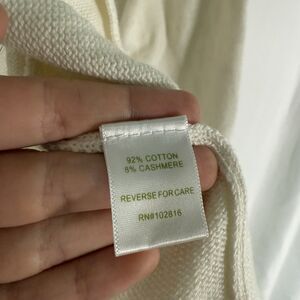 92% COTTON
8% CASHMERE
REVERSE FOR CARE
RN#102816